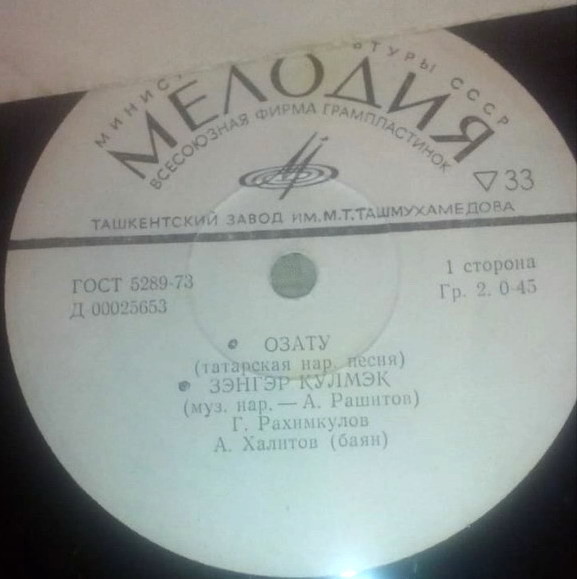 МИНИС ТУРЫ СССР
МЕЛОДИЯ
ВСЕСОЮЗНАЯ ФИРМА ГРАМПЛАСТИНОК
▽33
ТАШКЕНТСКИЙ ЗАВОД ИМ. М.Т.ТАШМУХАМЕДОВА
ГОСТ 5289-73
Д 00025653
1 сторона
Гр. 2. 0-45
ОЗАТУ
(татарская нар. песня)
ЗЭНГЭР КУЛМЭК
(муз. нар. — А. Рашитов)
Г. Рахимкулов
А. Халитов (баян)